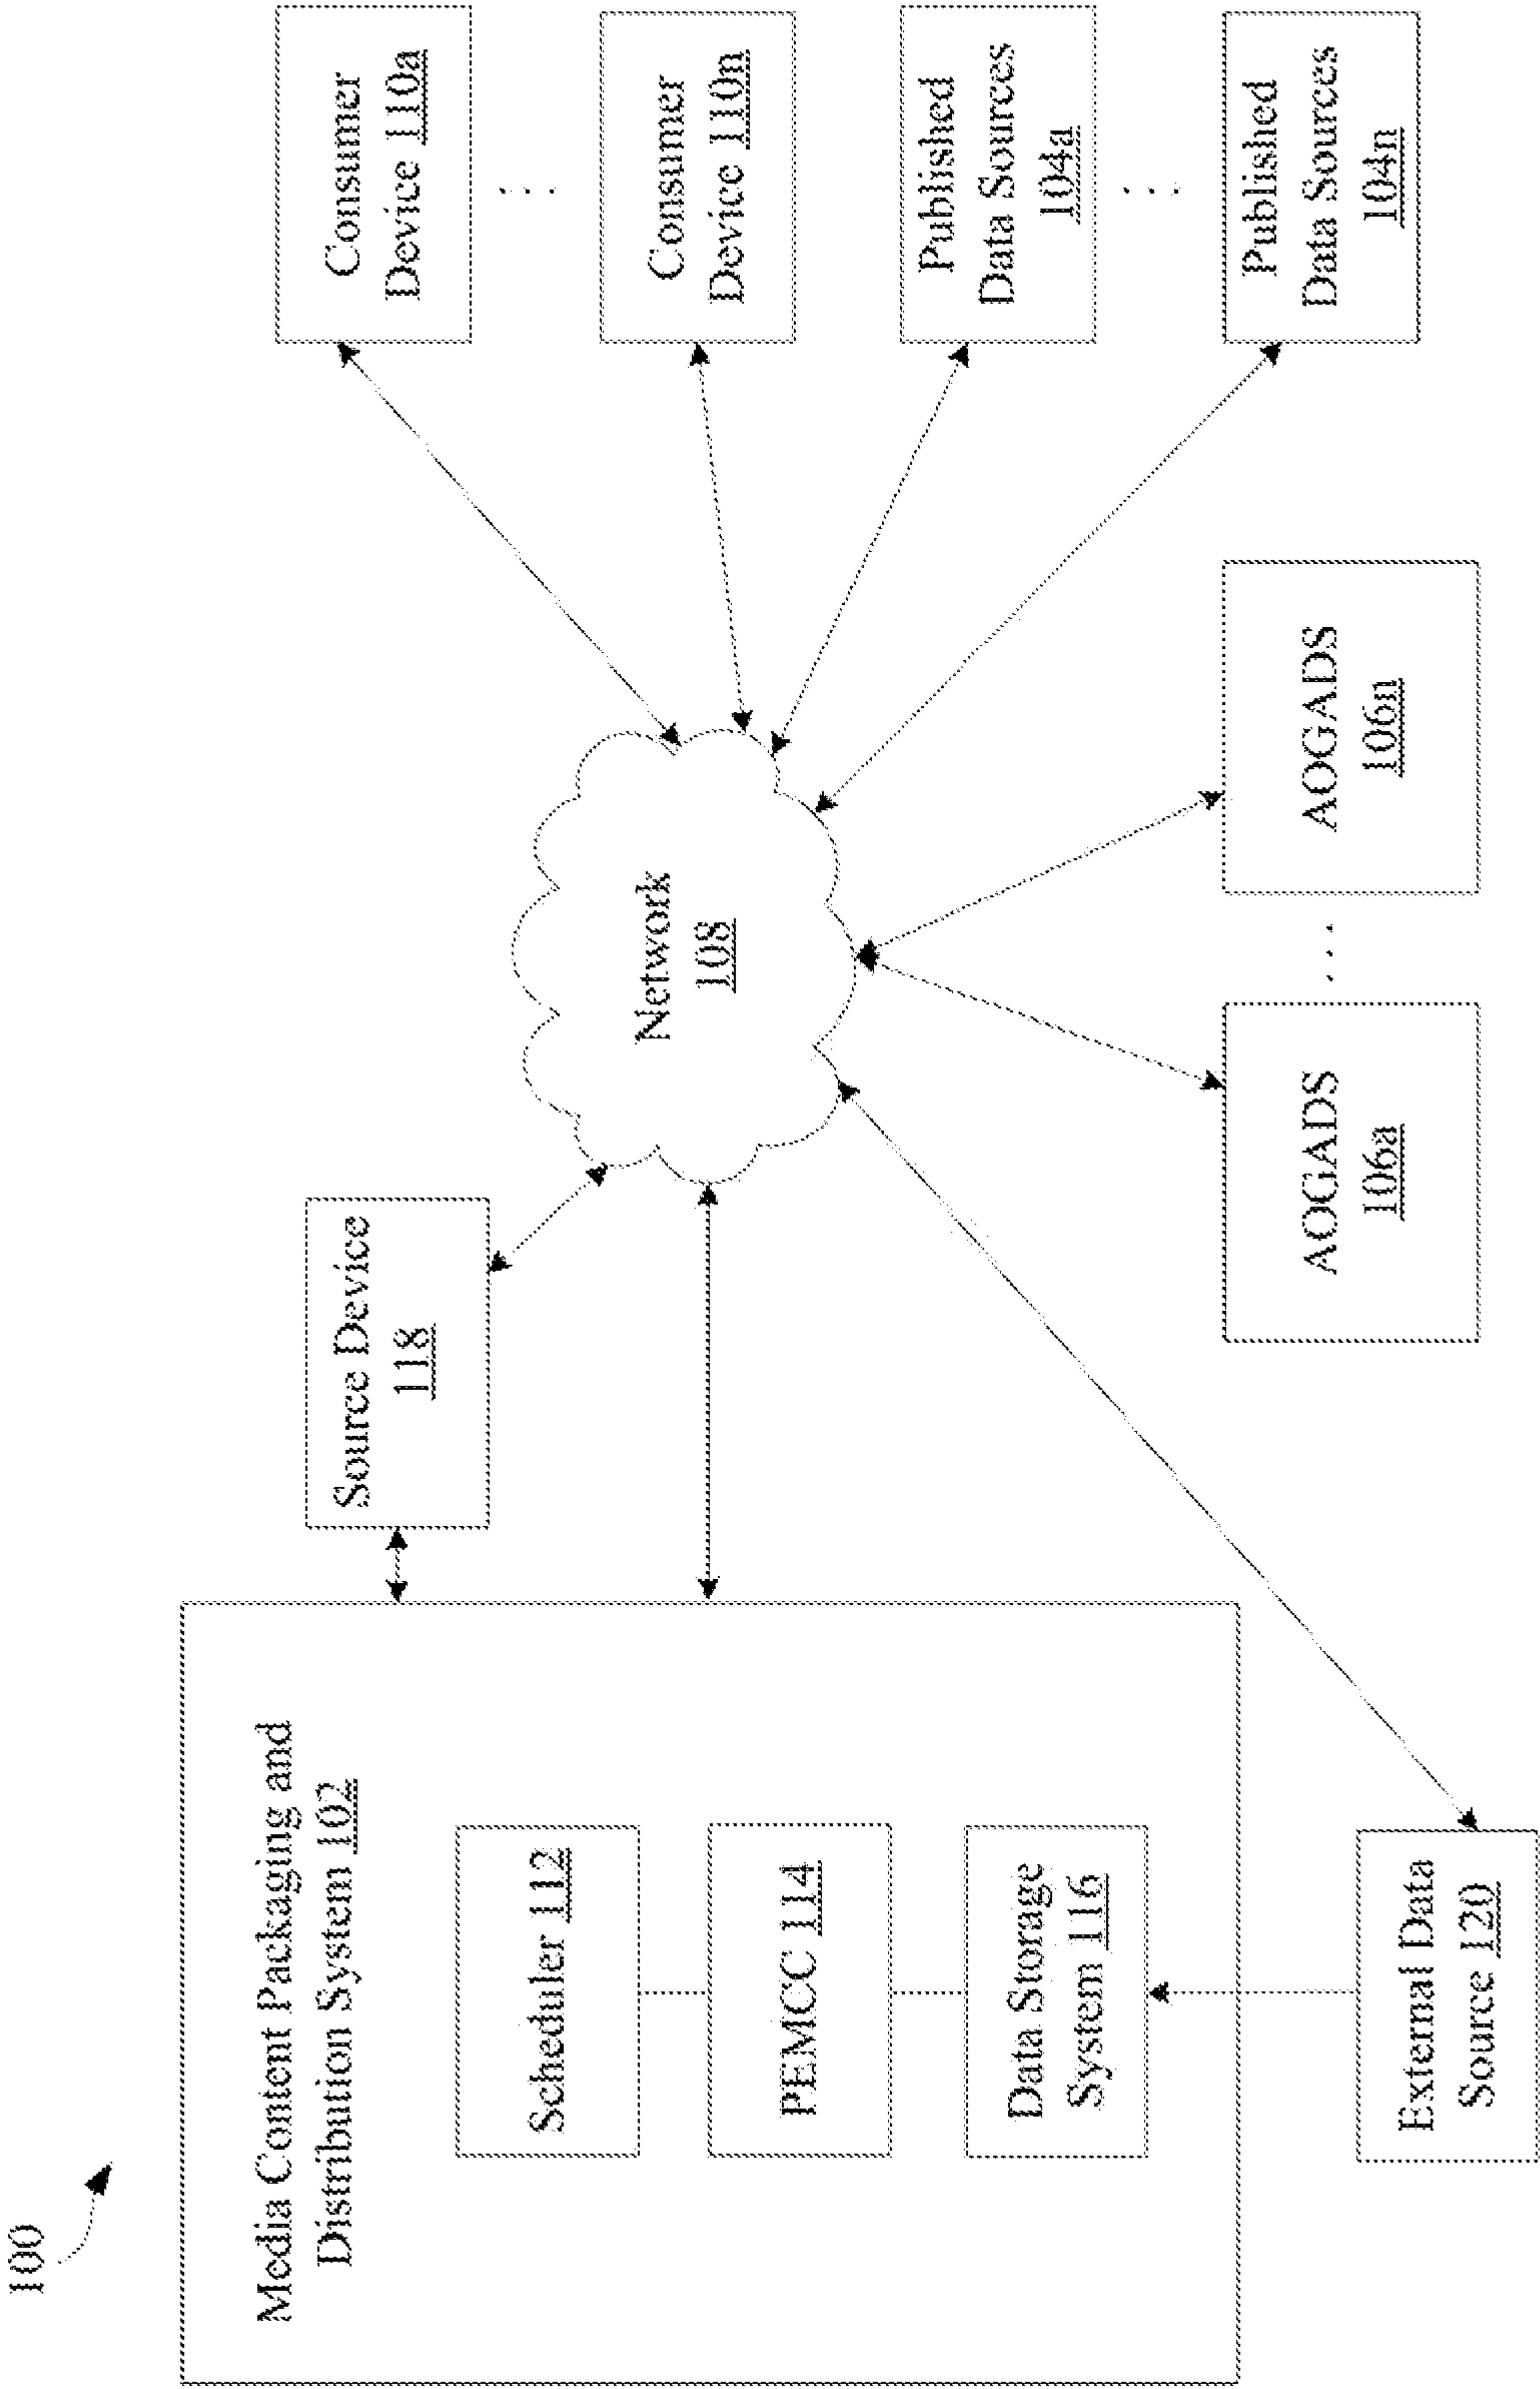 100
Media Content Packaging and
Distribution System 102
Scheduler 112
PEMCC 114
Data Storage
System 116
External Data
Source 120
Source Device
118
Network
108
AOGADS
106a
. . .
AOGADS
106n
Consumer
Device 110a
. . .
Consumer
Device 110n
Published
Data Sources
104a
. . .
Published
Data Sources
104n